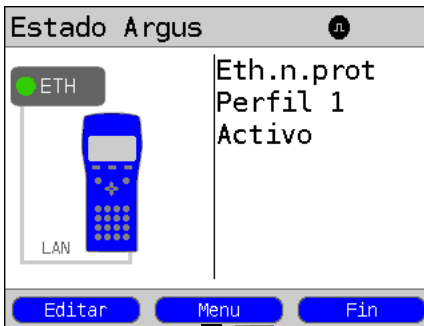 Estado Argus
ETH
LAN
Eth.n.prot
Perfil 1
Activo
Editar
Menu
Fin